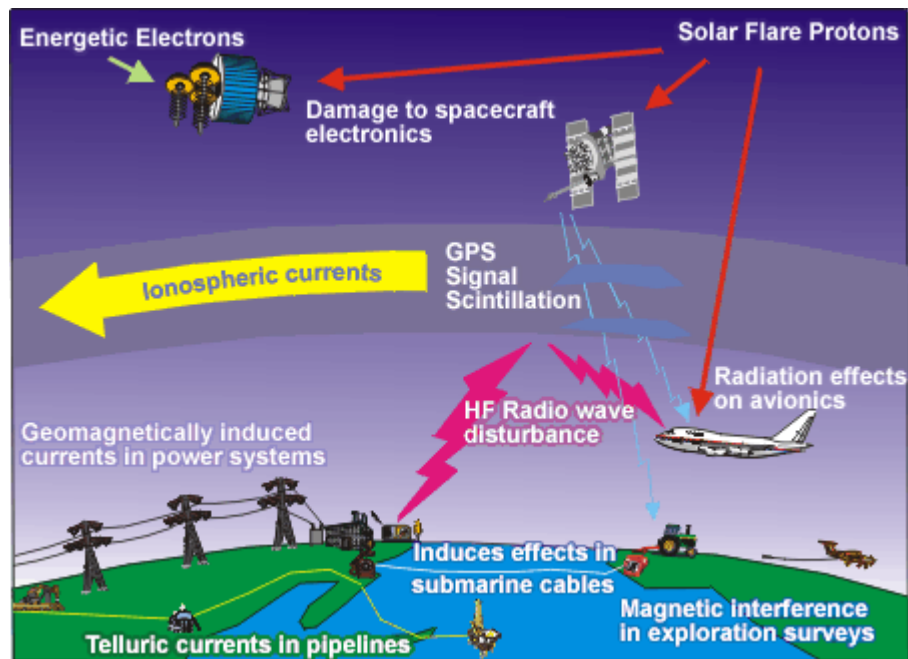 Energetic Electrons
Solar Flare Protons
Damage to spacecraft
electronics
GPS
Signal
Scintillation
Ionospheric currents
Radiation effects
on avionics
HF Radio wave
disturbance
Geomagnetically induced
currents in power systems
Induces effects in
submarine cables
Magnetic interference
in exploration surveys
Telluric currents in pipelines